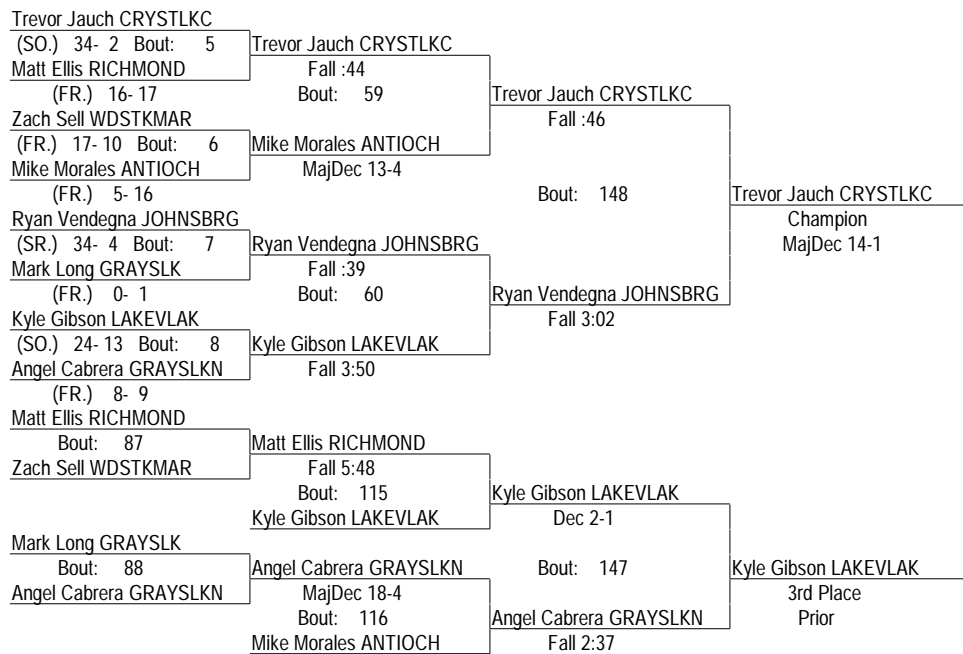 Trevor Jauch CRYSTLKC
(SO.) 34- 2 Bout: 5 Trevor Jauch CRYSTLKC
Matt Ellis RICHMOND Fall :44
(FR.) 16- 17 Bout: 59 Trevor Jauch CRYSTLKC
Zach Sell WDSTKMAR Fall :46
(FR.) 17- 10 Bout: 6 Mike Morales ANTIOCH
Mike Morales ANTIOCH MajDec 13-4
(FR.) 5- 16 Bout: 148 Trevor Jauch CRYSTLKC
Ryan Vendegna JOHNSBRG Champion
(SR.) 34- 4 Bout: 7 Ryan Vendegna JOHNSBRG MajDec 14-1
Mark Long GRAYSLK Fall :39
(FR.) 0- 1 Bout: 60 Ryan Vendegna JOHNSBRG
Kyle Gibson LAKEVLAK Fall 3:02
(SO.) 24- 13 Bout: 8 Kyle Gibson LAKEVLAK
Angel Cabrera GRAYSLKN Fall 3:50
(FR.) 8- 9
Matt Ellis RICHMOND
Bout: 87 Matt Ellis RICHMOND
Zach Sell WDSTKMAR Fall 5:48
Bout: 115 Kyle Gibson LAKEVLAK
Kyle Gibson LAKEVLAK Dec 2-1
Mark Long GRAYSLK
Bout: 88 Angel Cabrera GRAYSLKN Bout: 147 Kyle Gibson LAKEVLAK
Angel Cabrera GRAYSLKN MajDec 18-4 3rd Place
Bout: 116 Angel Cabrera GRAYSLKN Prior
Mike Morales ANTIOCH Fall 2:37